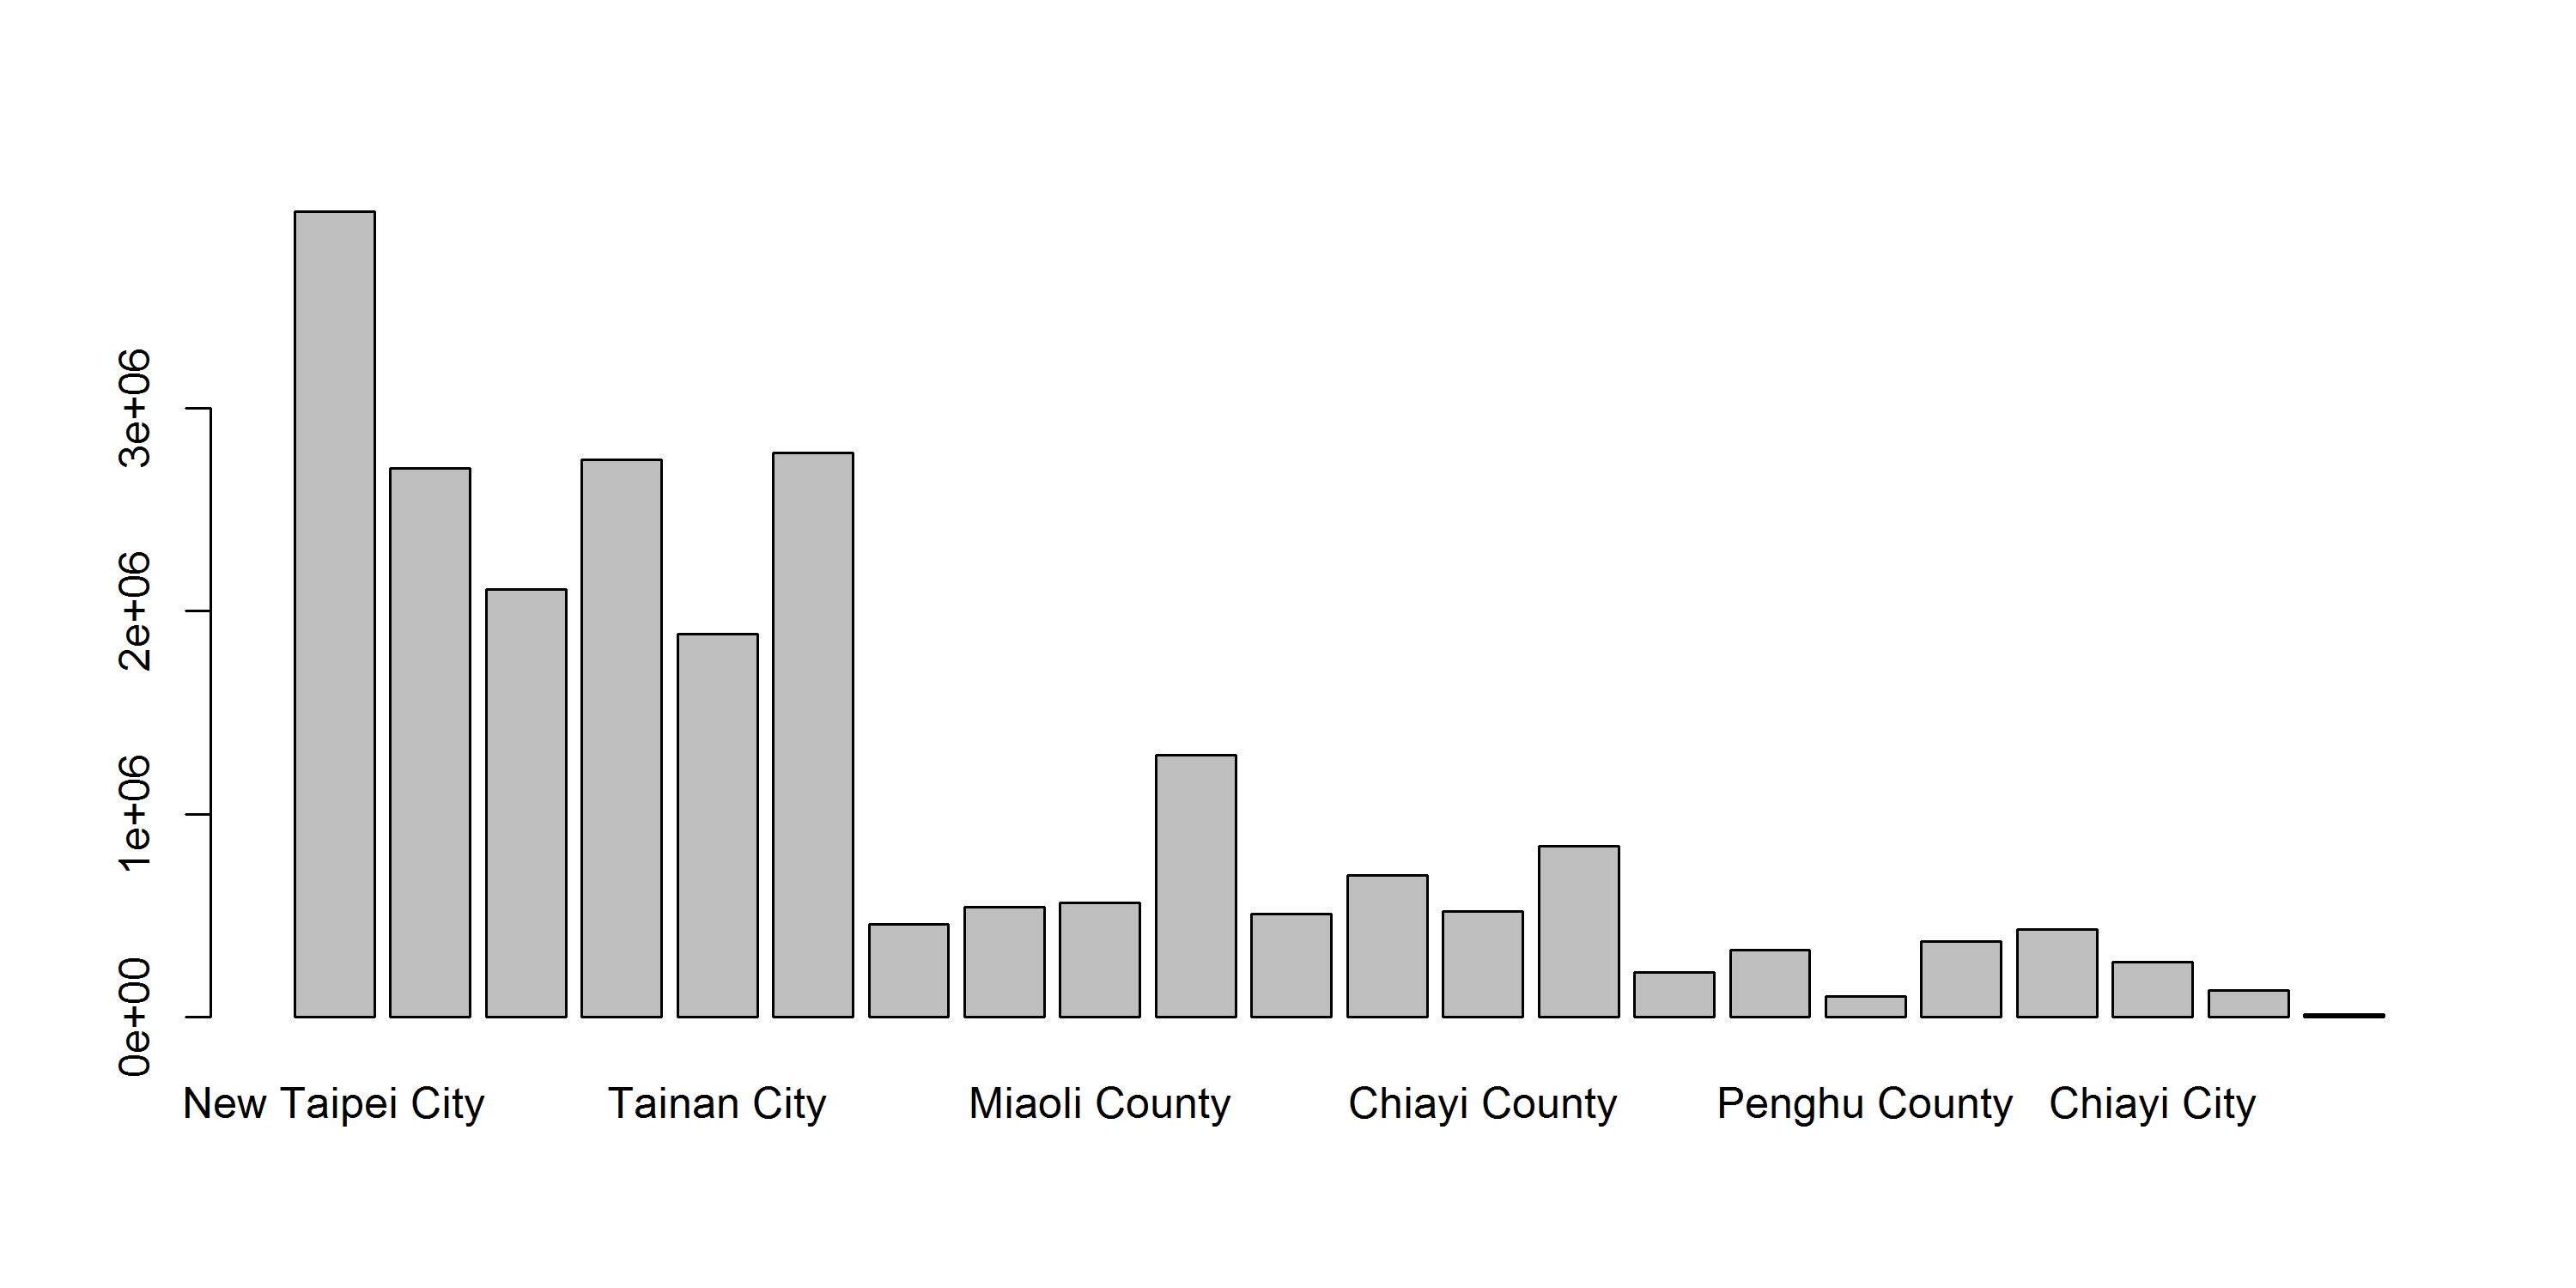 3e+06
2e+06
1e+06
0e+00
New Taipei City
Tainan City
Miaoli County
Chiayi County
Penghu County
Chiayi City